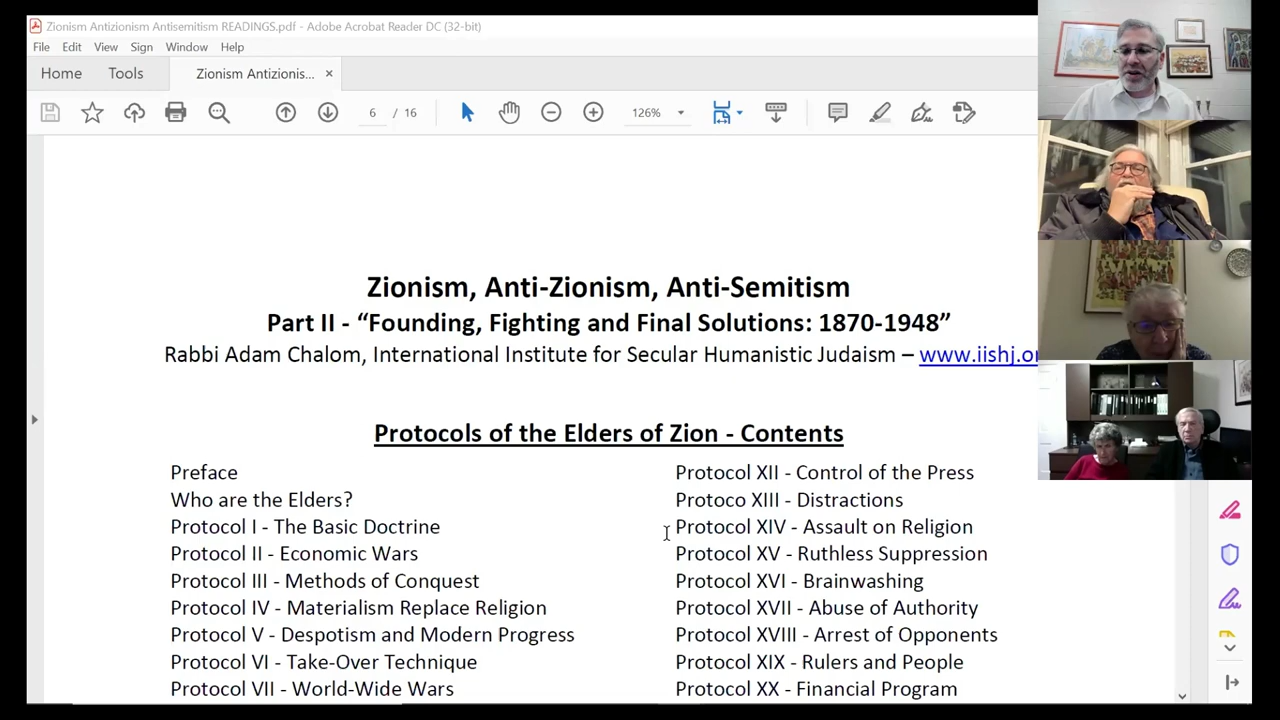 Zionism Antizionism Antisemitism READINGS.pdf - Adobe Acrobat Reader DC (32-bit)
File Edit View Sign Window Help
Home Tools Zionism Antizionis... ×
6 / 16 126%
Zionism, Anti-Zionism, Anti-Semitism
Part II - “Founding, Fighting and Final Solutions: 1870-1948”
Rabbi Adam Chalom, International Institute for Secular Humanistic Judaism – www.iishj.or
Protocols of the Elders of Zion - Contents
Preface
Who are the Elders?
Protocol I - The Basic Doctrine
Protocol II - Economic Wars
Protocol III - Methods of Conquest
Protocol IV - Materialism Replace Religion
Protocol V - Despotism and Modern Progress
Protocol VI - Take-Over Technique
Protocol VII - World-Wide Wars
Protocol XII - Control of the Press
Protoco XIII - Distractions
Protocol XIV - Assault on Religion
Protocol XV - Ruthless Suppression
Protocol XVI - Brainwashing
Protocol XVII - Abuse of Authority
Protocol XVIII - Arrest of Opponents
Protocol XIX - Rulers and People
Protocol XX - Financial Program